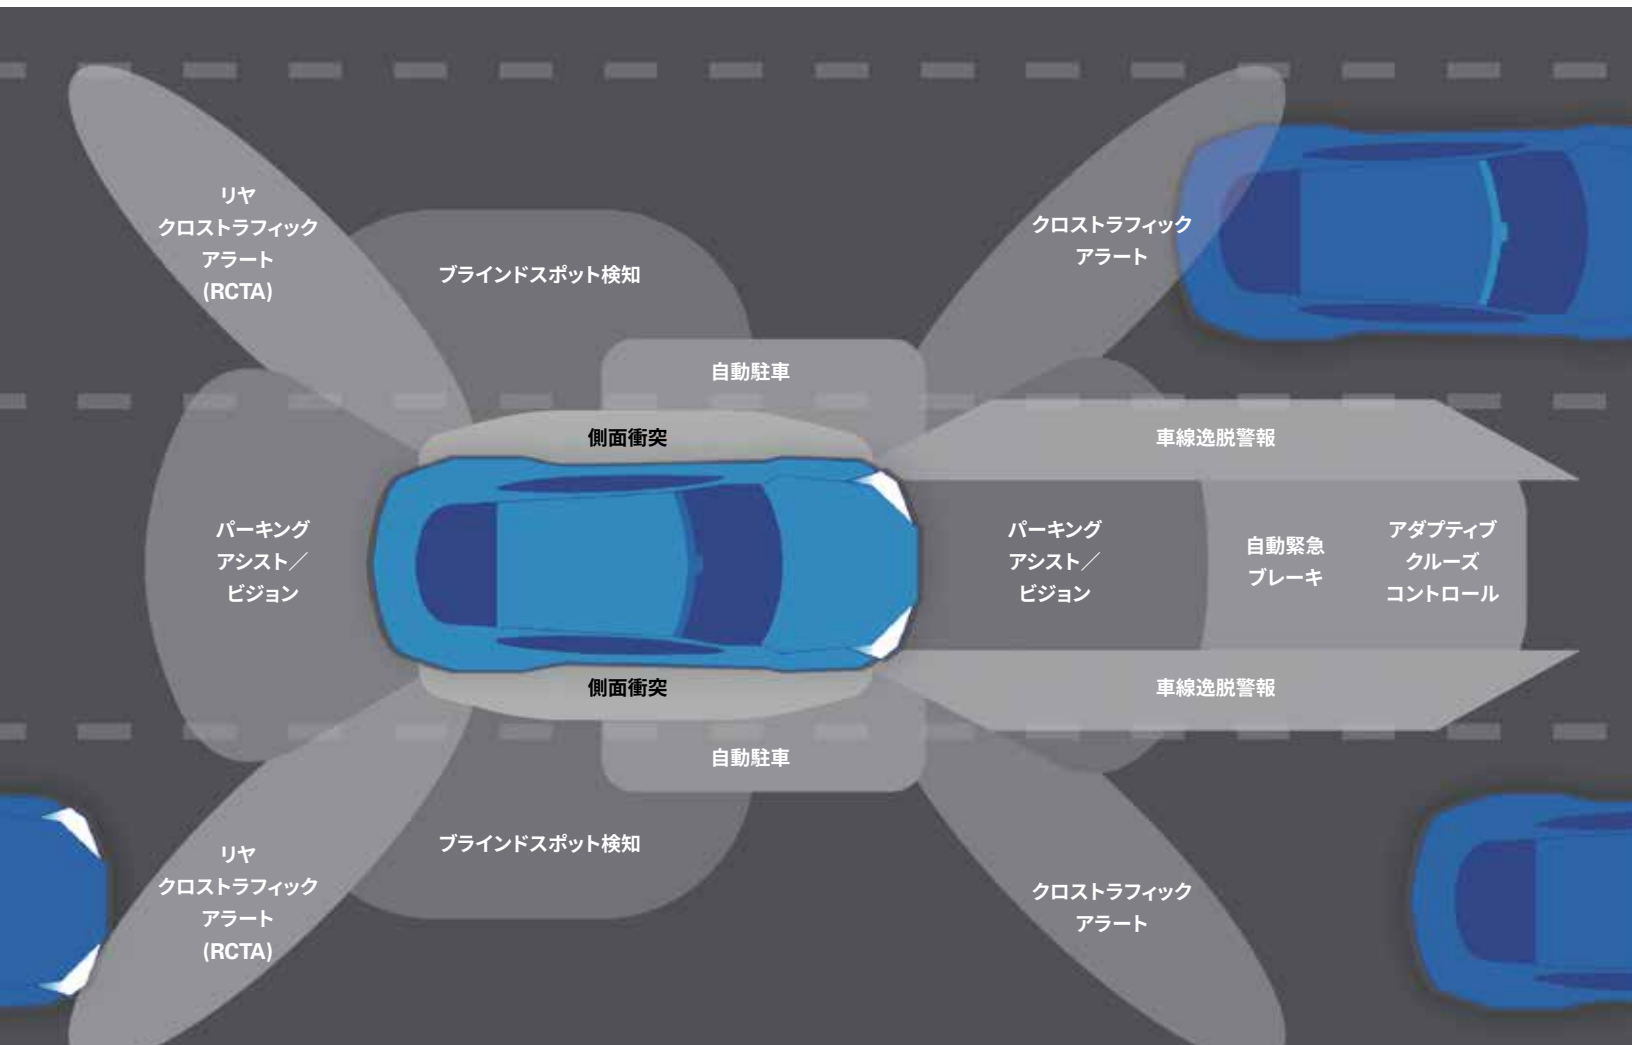 リヤ
クロストラフィック
アラート
(RCTA)
ブラインドスポット検知
クロストラフィック
アラート
自動駐車
側面衝突
車線逸脱警報
パーキング
アシスト／
ビジョン
パーキング
アシスト／
ビジョン
自動緊急
ブレーキ
アダプティブ
クルーズ
コントロール
側面衝突
車線逸脱警報
自動駐車
ブラインドスポット検知
リヤ
クロストラフィック
アラート
(RCTA)
クロストラフィック
アラート